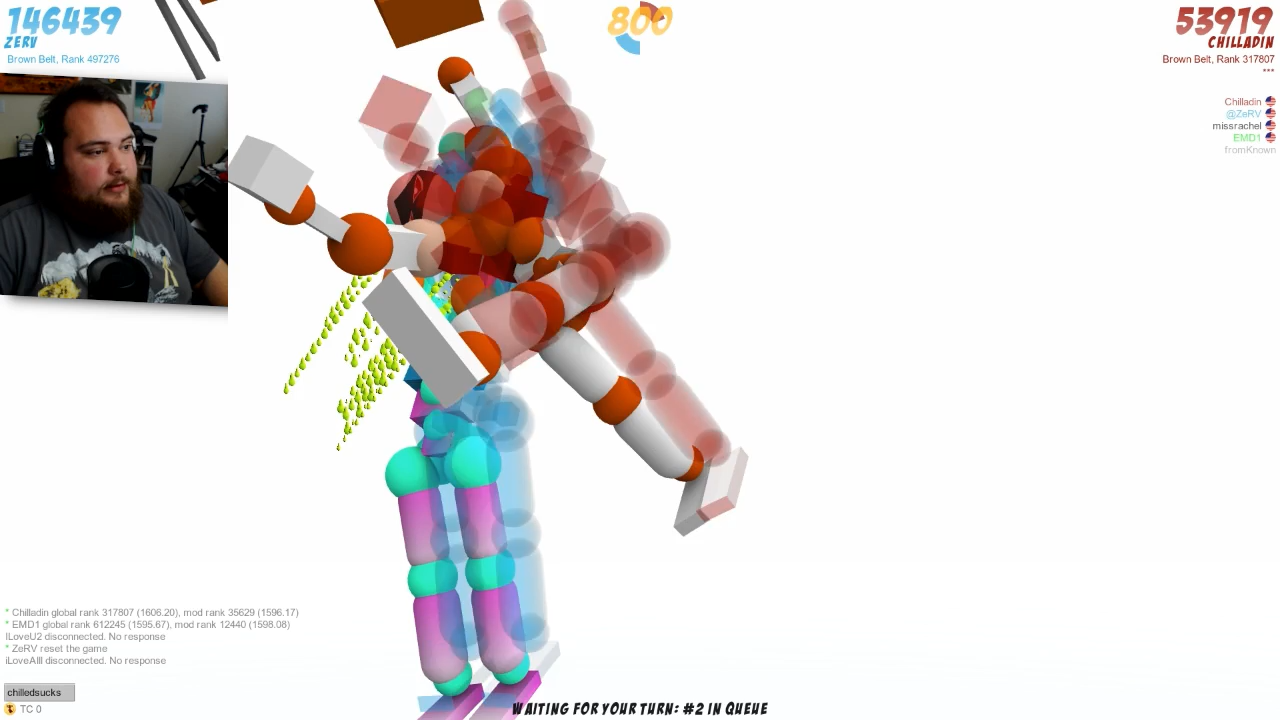 146439
ZERV
Brown Belt, Rank 497276
800
53919
CHILLADIN
Brown Belt, Rank 317807
***
Chilladin
@ZeRV
missrachel
EMD1
fromKnown
* Chilladin global rank 317807 (1606.20), mod rank 35629 (1596.17)
* EMD1 global rank 612245 (1595.67), mod rank 12440 (1598.08)
ILoveU2 disconnected. No response
* ZeRV reset the game
iLoveAlll disconnected. No response
chilledsucks
TC 0
WAITING FOR YOUR TURN: #2 IN QUEUE